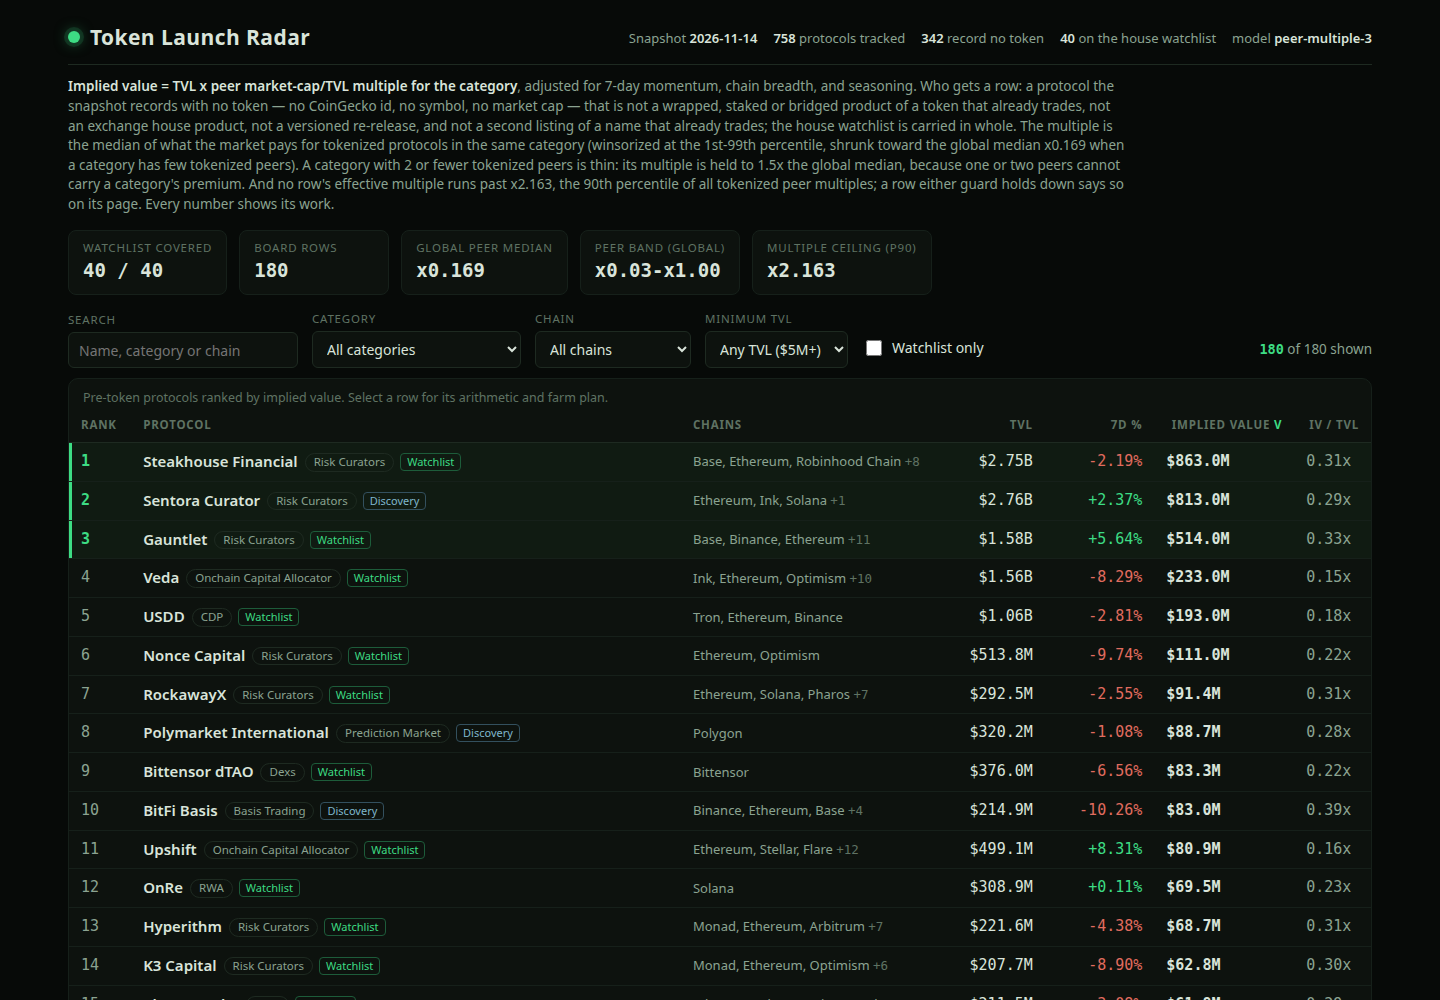 Token Launch Radar
Snapshot 2026-11-14 758 protocols tracked 342 record no token 40 on the house watchlist model peer-multiple-3
Implied value = TVL x peer market-cap/TVL multiple for the category, adjusted for 7-day momentum, chain breadth, and seasoning. Who gets a row: a protocol the
snapshot records with no token — no CoinGecko id, no symbol, no market cap — that is not a wrapped, staked or bridged product of a token that already trades, not
an exchange house product, not a versioned re-release, and not a second listing of a name that already trades; the house watchlist is carried in whole. The multiple is
the median of what the market pays for tokenized protocols in the same category (winsorized at the 1st-99th percentile, shrunk toward the global median x0.169 when
a category has few tokenized peers). A category with 2 or fewer tokenized peers is thin: its multiple is held to 1.5x the global median, because one or two peers cannot
carry a category's premium. And no row's effective multiple runs past x2.163, the 90th percentile of all tokenized peer multiples; a row either guard holds down says so
on its page. Every number shows its work.
WATCHLIST COVERED BOARD ROWS GLOBAL PEER MEDIAN PEER BAND (GLOBAL) MULTIPLE CEILING (P90)
40 / 40 180 x0.169 x0.03-x1.00 x2.163
SEARCH CATEGORY CHAIN MINIMUM TVL
Name, category or chain All categories All chains Any TVL ($5M+) Watchlist only 180 of 180 shown
Pre-token protocols ranked by implied value. Select a row for its arithmetic and farm plan.
RANK PROTOCOL CHAINS TVL 7D % IMPLIED VALUE V IV / TVL
1 Steakhouse Financial Risk Curators Watchlist Base, Ethereum, Robinhood Chain +8 $2.75B -2.19% $863.0M 0.31x
2 Sentora Curator Risk Curators Discovery Ethereum, Ink, Solana +1 $2.76B +2.37% $813.0M 0.29x
3 Gauntlet Risk Curators Watchlist Base, Binance, Ethereum +11 $1.58B +5.64% $514.0M 0.33x
4 Veda Onchain Capital Allocator Watchlist Ink, Ethereum, Optimism +10 $1.56B -8.29% $233.0M 0.15x
5 USDD CDP Watchlist Tron, Ethereum, Binance $1.06B -2.81% $193.0M 0.18x
6 Nonce Capital Risk Curators Watchlist Ethereum, Optimism $513.8M -9.74% $111.0M 0.22x
7 RockawayX Risk Curators Watchlist Ethereum, Solana, Pharos +7 $292.5M -2.55% $91.4M 0.31x
8 Polymarket International Prediction Market Discovery Polygon $320.2M -1.08% $88.7M 0.28x
9 Bittensor dTAO Dexs Watchlist Bittensor $376.0M -6.56% $83.3M 0.22x
10 BitFi Basis Basis Trading Discovery Binance, Ethereum, Base +4 $214.9M -10.26% $83.0M 0.39x
11 Upshift Onchain Capital Allocator Watchlist Ethereum, Stellar, Flare +12 $499.1M +8.31% $80.9M 0.16x
12 OnRe RWA Watchlist Solana $308.9M +0.11% $69.5M 0.23x
13 Hyperithm Risk Curators Watchlist Monad, Ethereum, Arbitrum +7 $221.6M -4.38% $68.7M 0.31x
14 K3 Capital Risk Curators Watchlist Monad, Ethereum, Optimism +6 $207.7M -8.90% $62.8M 0.30x